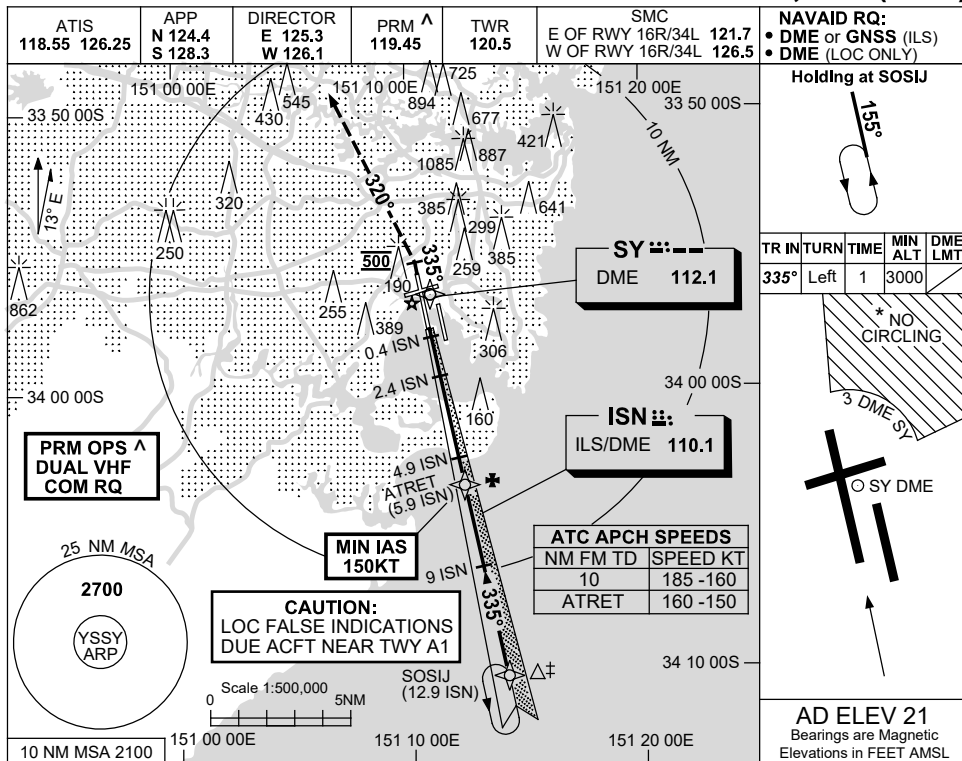 ATIS
118.55 126.25
APP
N 124.4
S 128.3
DIRECTOR
E 125.3
W 126.1
PRM ^
119.45
TWR
120.5
SMC
E OF RWY 16R/34L 121.7
W OF RWY 16R/34L 126.5
NAVAID RQ:
• DME or GNSS (ILS)
• DME (LOC ONLY)
151 00 00E
151 10 00E
151 20 00E
33 50 00S
33 50 00S
430
545
894
725
677
1085
887
421
10 NM
13° E
320
320°
385
641
299
250
500
335°
259
385
190
862
255
389
306
0.4 ISN
2.4 ISN
SY
DME 112.1
34 00 00S
34 00 00S
160
ISN
ILS/DME 110.1
PRM OPS ^
DUAL VHF
COM RQ
4.9 ISN
ATRET
(5.9 ISN)
MIN IAS
150KT
9 ISN
335°
ATC APCH SPEEDS
NM FM TD SPEED KT
10 185 -160
ATRET 160 -150
25 NM MSA
2700
YSSY
ARP
CAUTION:
LOC FALSE INDICATIONS
DUE ACFT NEAR TWY A1
34 10 00S
SOSIJ
(12.9 ISN)
Δ‡
Scale 1:500,000
0 5NM
10 NM MSA 2100
151 00 00E
151 10 00E
151 20 00E
Holding at SOSIJ
155°
TR IN TURN TIME MIN ALT DME LMT
335° Left 1 3000
* NO
CIRCLING
3 DME SY
SY DME
AD ELEV 21
Bearings are Magnetic
Elevations in FEET AMSL